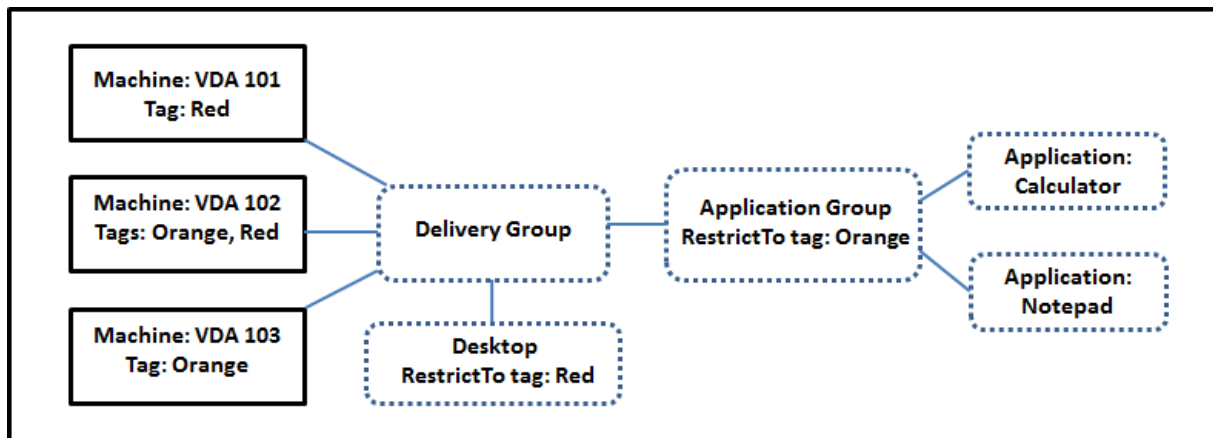 Machine: VDA 101
Tag: Red
Machine: VDA 102
Tags: Orange, Red
Machine: VDA 103
Tag: Orange
Delivery Group
Desktop
RestrictTo tag: Red
Application Group
RestrictTo tag: Orange
Application:
Calculator
Application:
Notepad